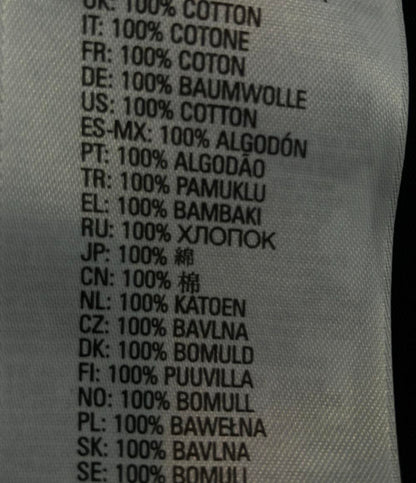 UK: 100% COTTON
IT: 100% COTONE
FR: 100% COTON
DE: 100% BAUMWOLLE
US: 100% COTTON
ES-MX: 100% ALGODÓN
PT: 100% ALGODÃO
TR: 100% PAMUKLU
EL: 100% BAMBAKI
RU: 100% ХЛОПОК
JP: 100% 綿
CN: 100% 棉
NL: 100% KATOEN
CZ: 100% BAVLNA
DK: 100% BOMULD
FI: 100% PUUVILLA
NO: 100% BOMULL
PL: 100% BAWEŁNA
SK: 100% BAVLNA
SE: 100% BOMULL